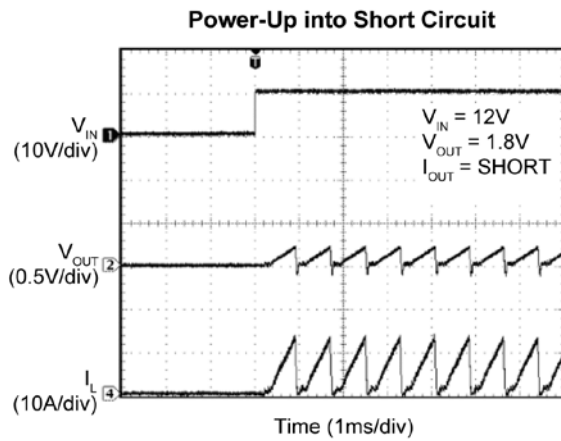 Power-Up into Short Circuit
T
V_IN
(10V/div)
1
V_IN = 12V
V_OUT = 1.8V
I_OUT = SHORT
V_OUT
(0.5V/div)
2
I_L
(10A/div)
4
Time (1ms/div)